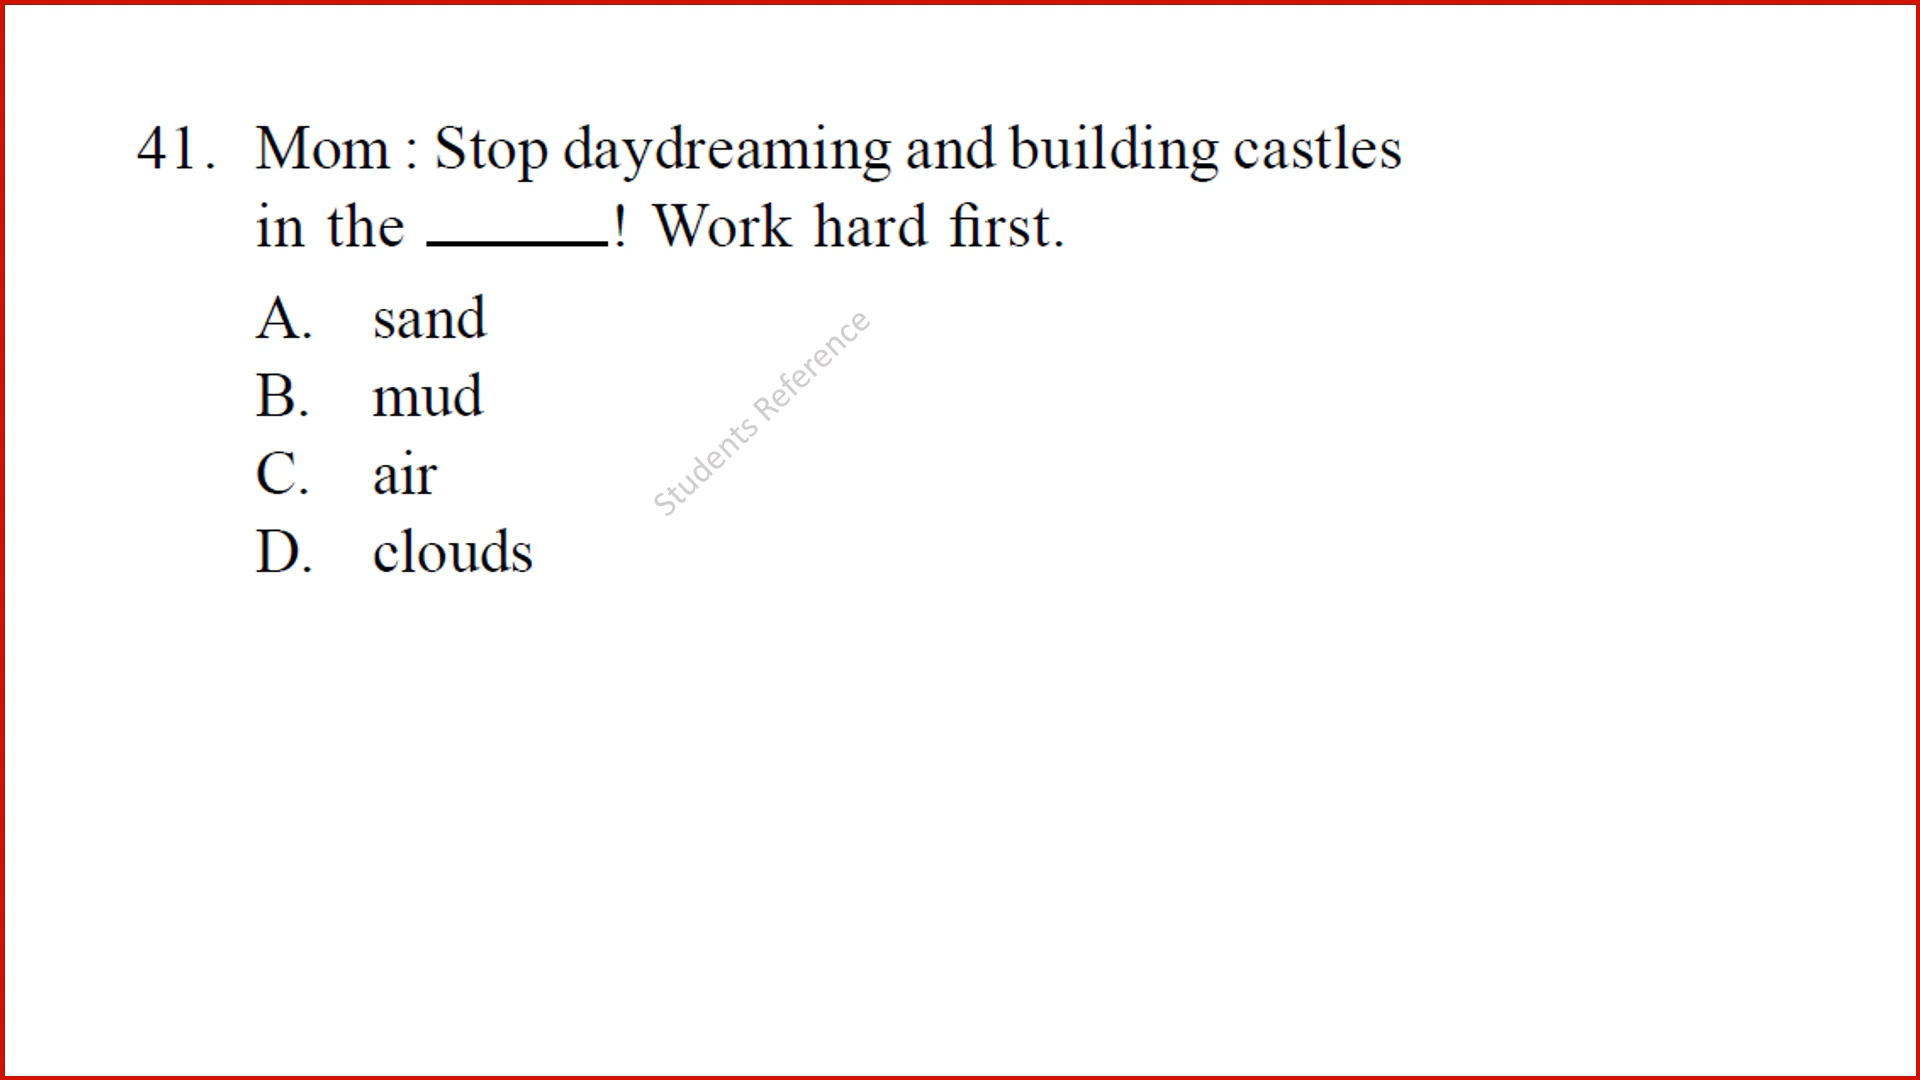 41. Mom : Stop daydreaming and building castles
in the ______! Work hard first.
A. sand
B. mud
C. air
D. clouds
Students Reference